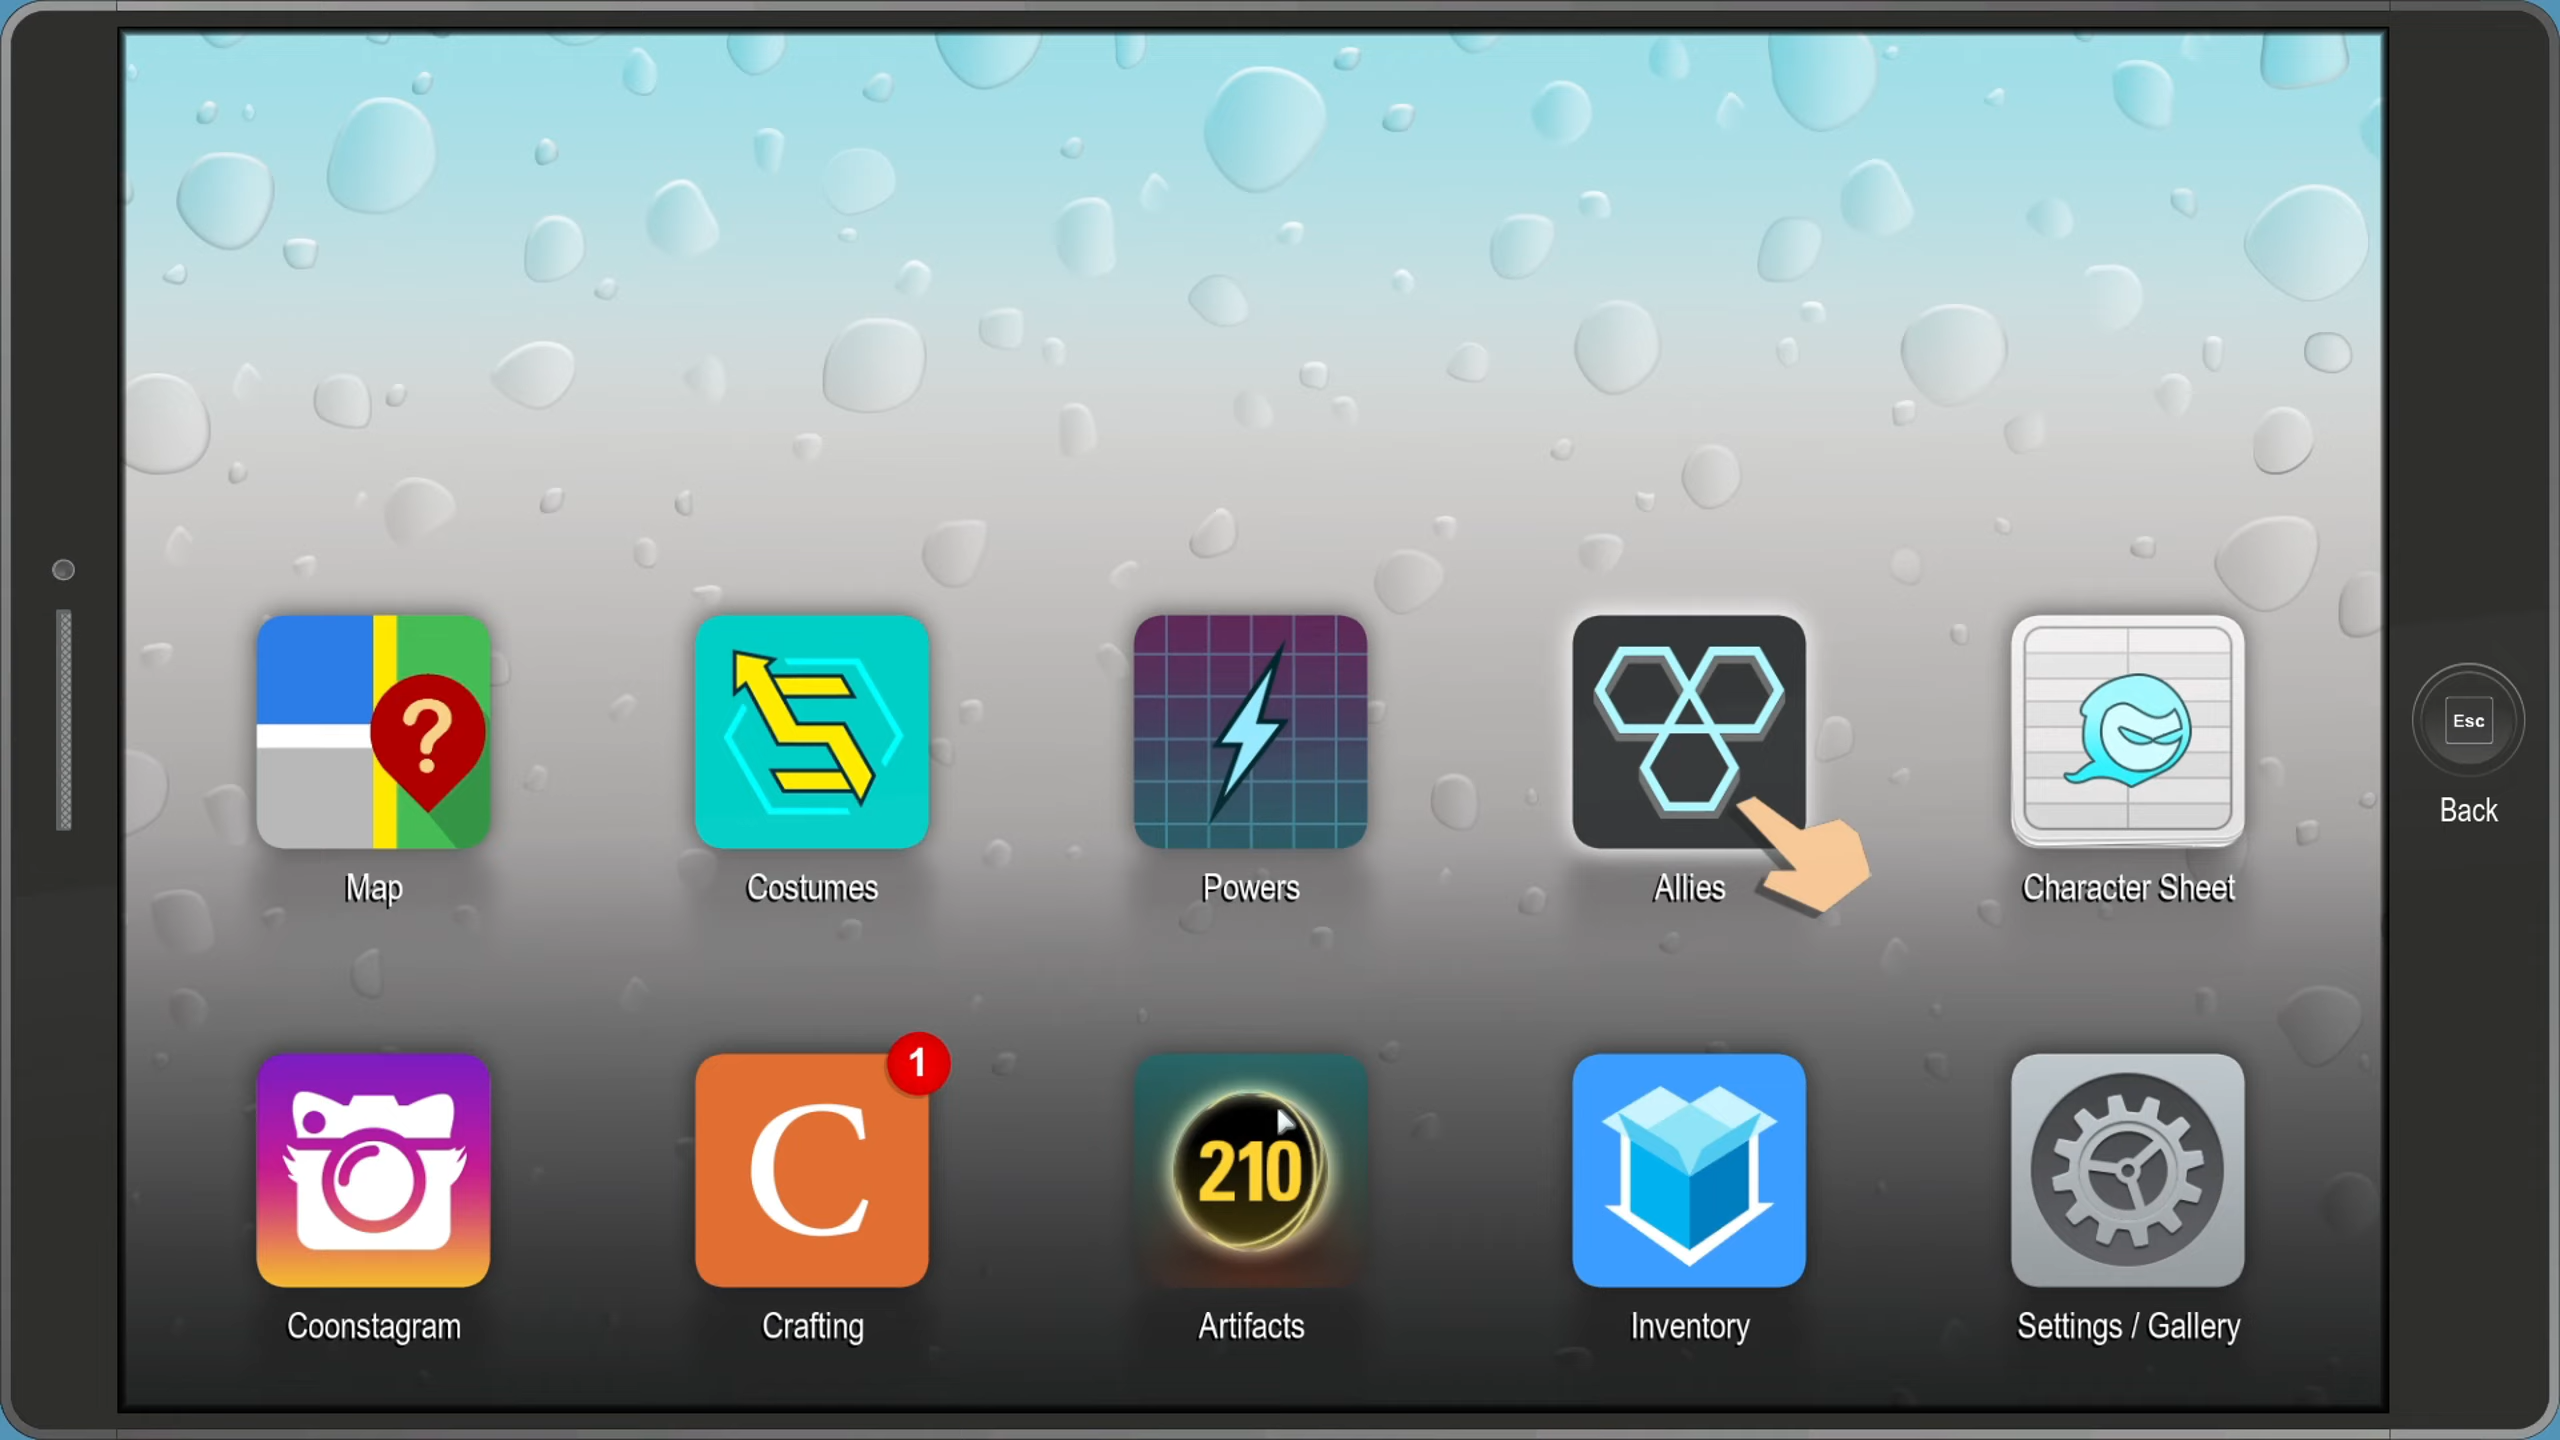 ?
Map
Costumes
Powers
Allies
Character Sheet
Esc
Back
Coonstagram
C
1
Crafting
210
Artifacts
Inventory
Settings / Gallery